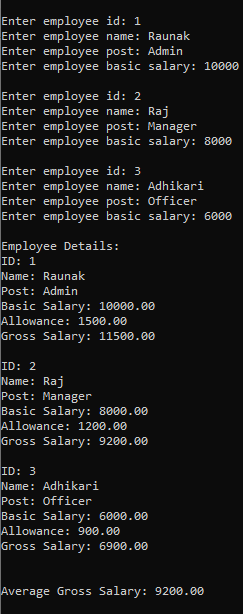 Enter employee id: 1
Enter employee name: Raunak
Enter employee post: Admin
Enter employee basic salary: 10000
Enter employee id: 2
Enter employee name: Raj
Enter employee post: Manager
Enter employee basic salary: 8000
Enter employee id: 3
Enter employee name: Adhikari
Enter employee post: Officer
Enter employee basic salary: 6000
Employee Details:
ID: 1
Name: Raunak
Post: Admin
Basic Salary: 10000.00
Allowance: 1500.00
Gross Salary: 11500.00
ID: 2
Name: Raj
Post: Manager
Basic Salary: 8000.00
Allowance: 1200.00
Gross Salary: 9200.00
ID: 3
Name: Adhikari
Post: Officer
Basic Salary: 6000.00
Allowance: 900.00
Gross Salary: 6900.00
Average Gross Salary: 9200.00